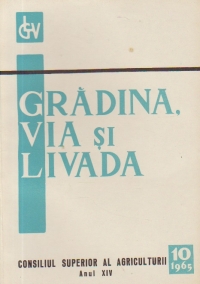 GVL
GRĂDINA,
VIA ȘI
LIVADA
10
1965
CONSILIUL SUPERIOR AL AGRICULTURII
Anul XIV